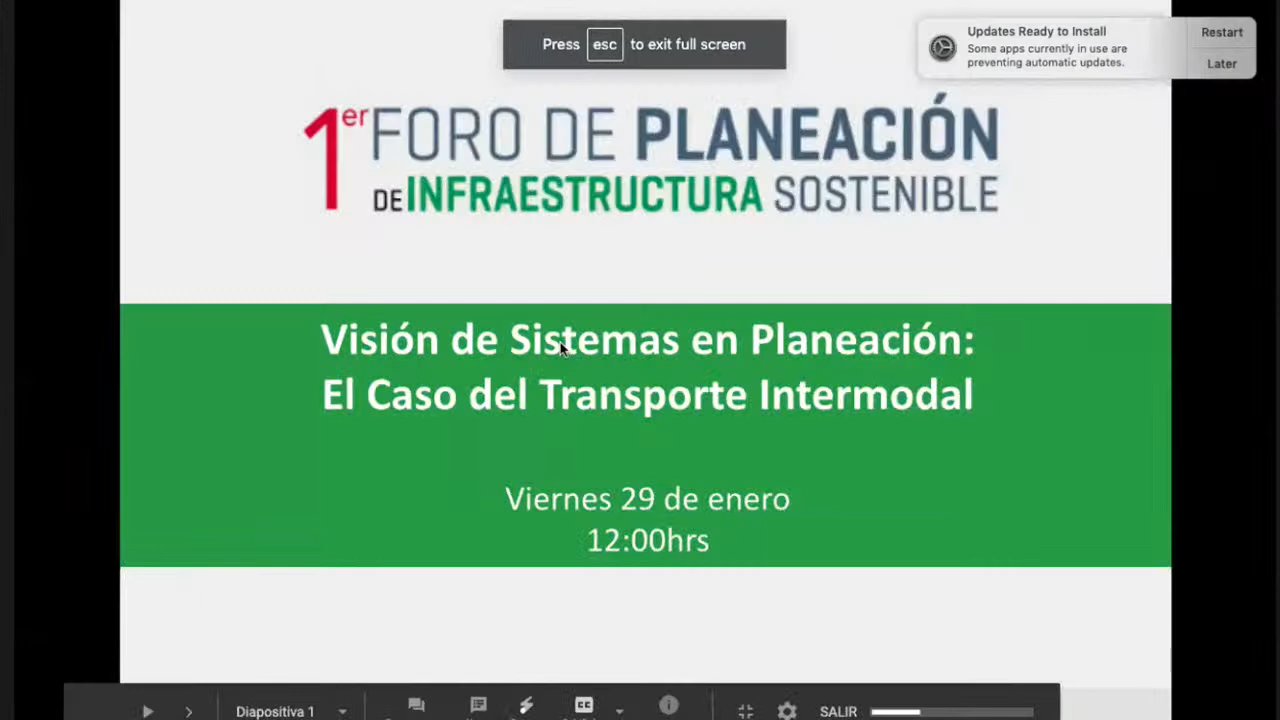 Press esc to exit full screen
Updates Ready to Install
Some apps currently in use are
preventing automatic updates.
Restart
Later
1er FORO DE PLANEACIÓN
DE INFRAESTRUCTURA SOSTENIBLE
Visión de Sistemas en Planeación:
El Caso del Transporte Intermodal
Viernes 29 de enero
12:00hrs
Diapositiva 1
CC
SALIR